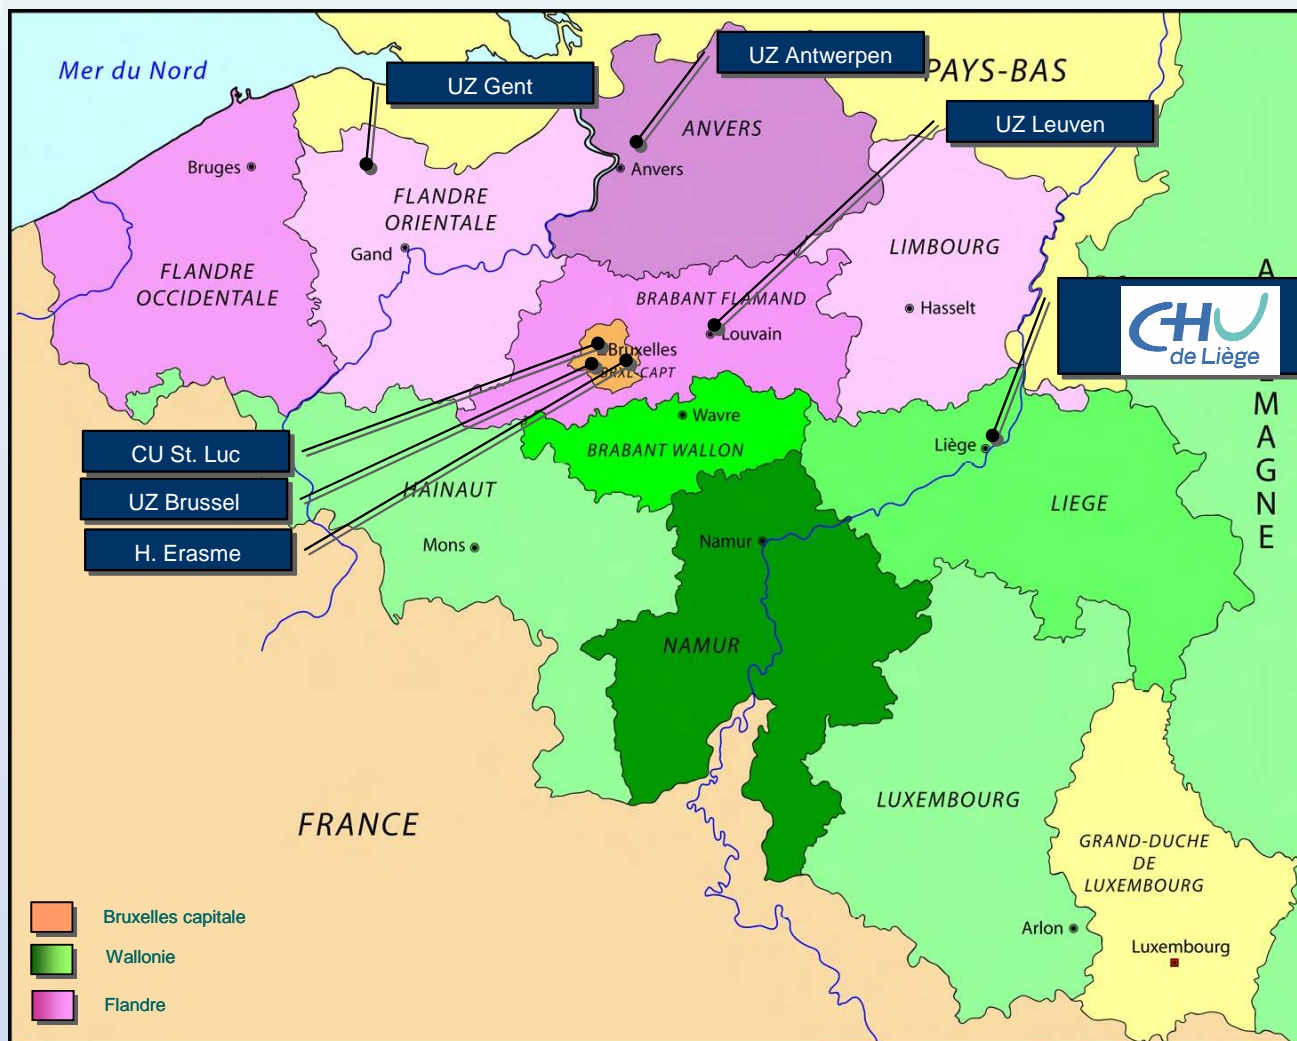 Mer du Nord
UZ Gent
UZ Antwerpen
PAYS-BAS
UZ Leuven
ANVERS
Bruges
Anvers
FLANDRE
ORIENTALE
Gand
LIMBOURG
FLANDRE
OCCIDENTALE
BRABANT FLAMAND
Hasselt
Louvain
CHU
de Liège
Bruxelles
BRXL-CAPT
Wavre
CU St. Luc
BRABANT WALLON
Liège
UZ Brussel
HAINAUT
LIEGE
H. Erasme
Mons
Namur
NAMUR
FRANCE
LUXEMBOURG
GRAND-DUCHE
DE
LUXEMBOURG
Arlon
Luxembourg
Bruxelles capitale
Wallonie
Flandre